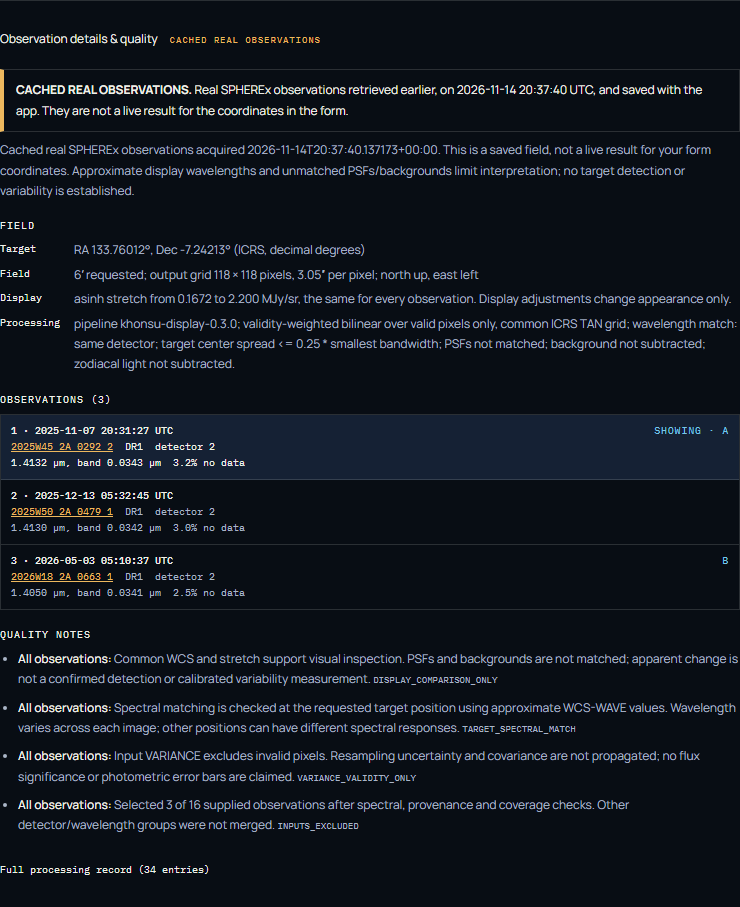 Observation details & quality CACHED REAL OBSERVATIONS
CACHED REAL OBSERVATIONS. Real SPHEREx observations retrieved earlier, on 2026-11-14 20:37:40 UTC, and saved with the
app. They are not a live result for the coordinates in the form.
Cached real SPHEREx observations acquired 2026-11-14T20:37:40.137173+00:00. This is a saved field, not a live result for your form
coordinates. Approximate display wavelengths and unmatched PSFs/backgrounds limit interpretation; no target detection or
variability is established.
FIELD
Target RA 133.76012°, Dec -7.24213° (ICRS, decimal degrees)
Field 6′ requested; output grid 118 × 118 pixels, 3.05″ per pixel; north up, east left
Display asinh stretch from 0.1672 to 2.200 MJy/sr, the same for every observation. Display adjustments change appearance only.
Processing pipeline khonsu-display-0.3.0; validity-weighted bilinear over valid pixels only, common ICRS TAN grid; wavelength match:
same detector; target center spread <= 0.25 * smallest bandwidth; PSFs not matched; background not subtracted;
zodiacal light not subtracted.
OBSERVATIONS (3)
1 · 2025-11-07 20:31:27 UTC SHOWING · A
2025W45_2A_0292_2 DR1 detector 2
1.4132 µm, band 0.0343 µm 3.2% no data
2 · 2025-12-13 05:32:45 UTC
2025W50_2A_0479_1 DR1 detector 2
1.4130 µm, band 0.0342 µm 3.0% no data
3 · 2026-05-03 05:10:37 UTC B
2026W18_2A_0663_1 DR1 detector 2
1.4050 µm, band 0.0341 µm 2.5% no data
QUALITY NOTES
• All observations: Common WCS and stretch support visual inspection. PSFs and backgrounds are not matched; apparent change is
not a confirmed detection or calibrated variability measurement. DISPLAY_COMPARISON_ONLY
• All observations: Spectral matching is checked at the requested target position using approximate WCS-WAVE values. Wavelength
varies across each image; other positions can have different spectral responses. TARGET_SPECTRAL_MATCH
• All observations: Input VARIANCE excludes invalid pixels. Resampling uncertainty and covariance are not propagated; no flux
significance or photometric error bars are claimed. VARIANCE_VALIDITY_ONLY
• All observations: Selected 3 of 16 supplied observations after spectral, provenance and coverage checks. Other
detector/wavelength groups were not merged. INPUTS_EXCLUDED
Full processing record (34 entries)